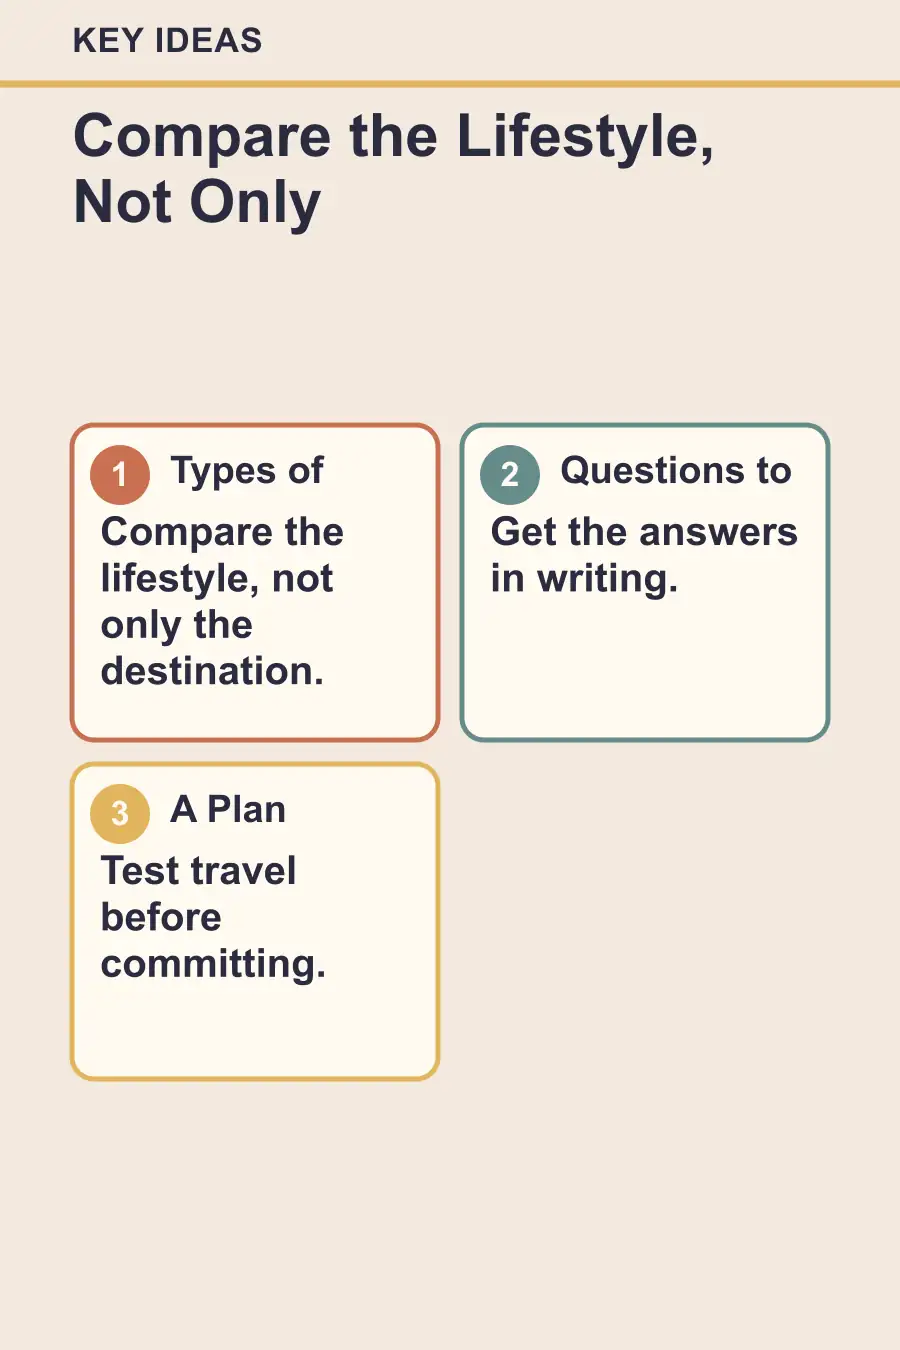 KEY IDEAS
Compare the Lifestyle,
Not Only
1 Types of
Compare the
lifestyle, not
only the
destination.
2 Questions to
Get the answers
in writing.
3 A Plan
Test travel
before
committing.